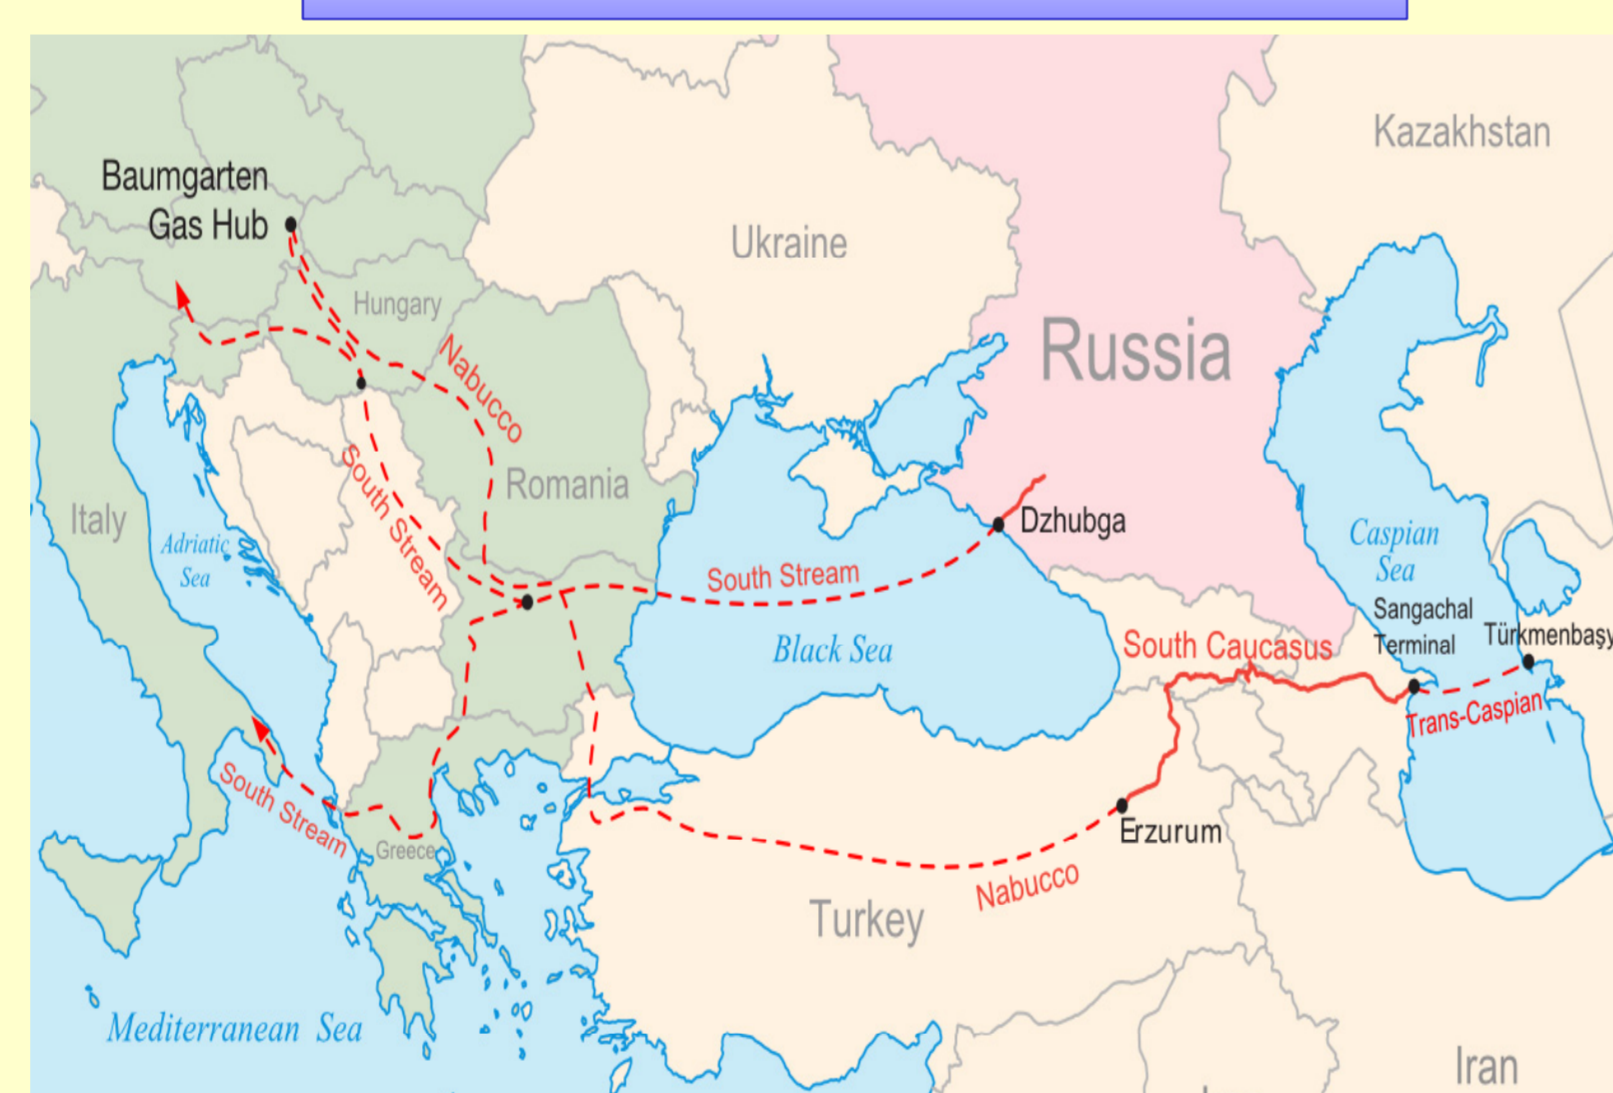 Kazakhstan
Baumgarten
Gas Hub
Ukraine
Hungary
Russia
Nabucco
Romania
South Stream
Italy
Adriatic
Sea
Dzhubga
Caspian
Sea
South Stream
Sangachal
Terminal
Türkmenbaşy
Black Sea
South Caucasus
Trans-Caspian
South Stream
Greece
Erzurum
Nabucco
Turkey
Mediterranean Sea
Iran